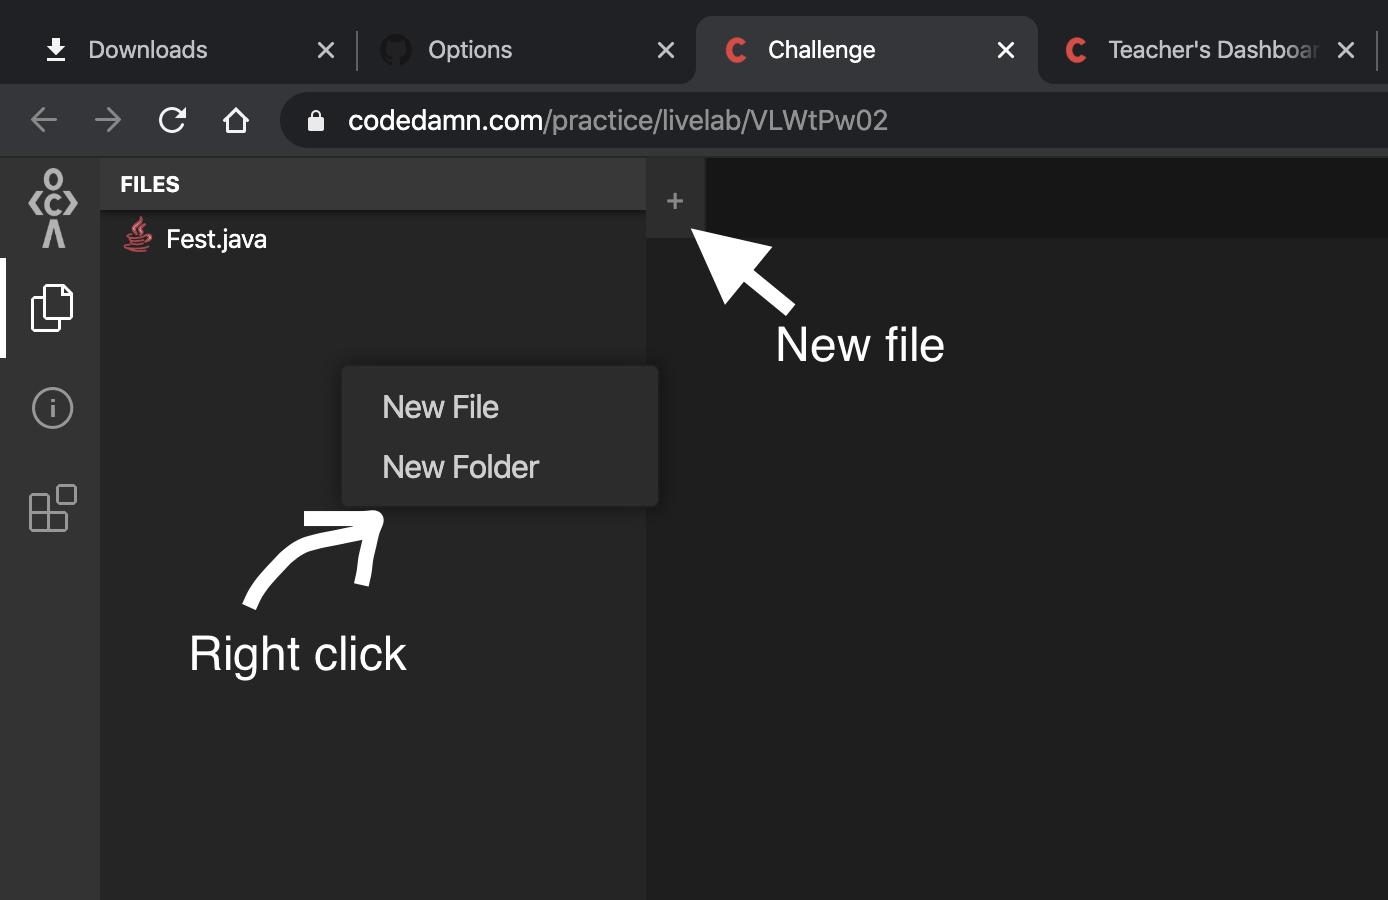 Downloads
Options
Challenge
Teacher's Dashboar
codedamn.com/practice/livelab/VLWtPw02
FILES
+
Fest.java
New file
New File
New Folder
Right click